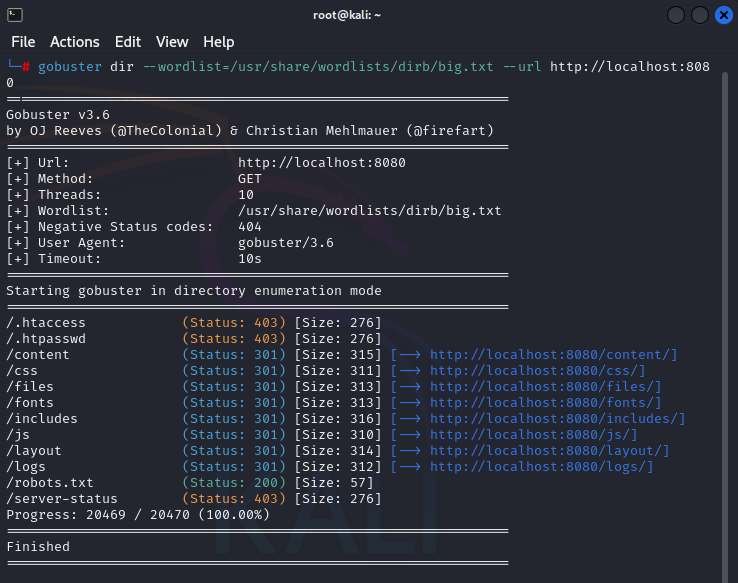 root@kali: ~
File Actions Edit View Help
└─# gobuster dir --wordlist=/usr/share/wordlists/dirb/big.txt --url http://localhost:808
0
===============================================================
Gobuster v3.6
by OJ Reeves (@TheColonial) & Christian Mehlmauer (@firefart)
===============================================================
[+] Url:                     http://localhost:8080
[+] Method:                  GET
[+] Threads:                 10
[+] Wordlist:                /usr/share/wordlists/dirb/big.txt
[+] Negative Status codes:   404
[+] User Agent:              gobuster/3.6
[+] Timeout:                 10s
===============================================================
Starting gobuster in directory enumeration mode
===============================================================
/.htaccess            (Status: 403) [Size: 276]
/.htpasswd            (Status: 403) [Size: 276]
/content              (Status: 301) [Size: 315] [--> http://localhost:8080/content/]
/css                  (Status: 301) [Size: 311] [--> http://localhost:8080/css/]
/files                (Status: 301) [Size: 313] [--> http://localhost:8080/files/]
/fonts                (Status: 301) [Size: 313] [--> http://localhost:8080/fonts/]
/includes             (Status: 301) [Size: 316] [--> http://localhost:8080/includes/]
/js                   (Status: 301) [Size: 310] [--> http://localhost:8080/js/]
/layout               (Status: 301) [Size: 314] [--> http://localhost:8080/layout/]
/logs                 (Status: 301) [Size: 312] [--> http://localhost:8080/logs/]
/robots.txt           (Status: 200) [Size: 57]
/server-status        (Status: 403) [Size: 276]
Progress: 20469 / 20470 (100.00%)
KALI
===============================================================
Finished
===============================================================